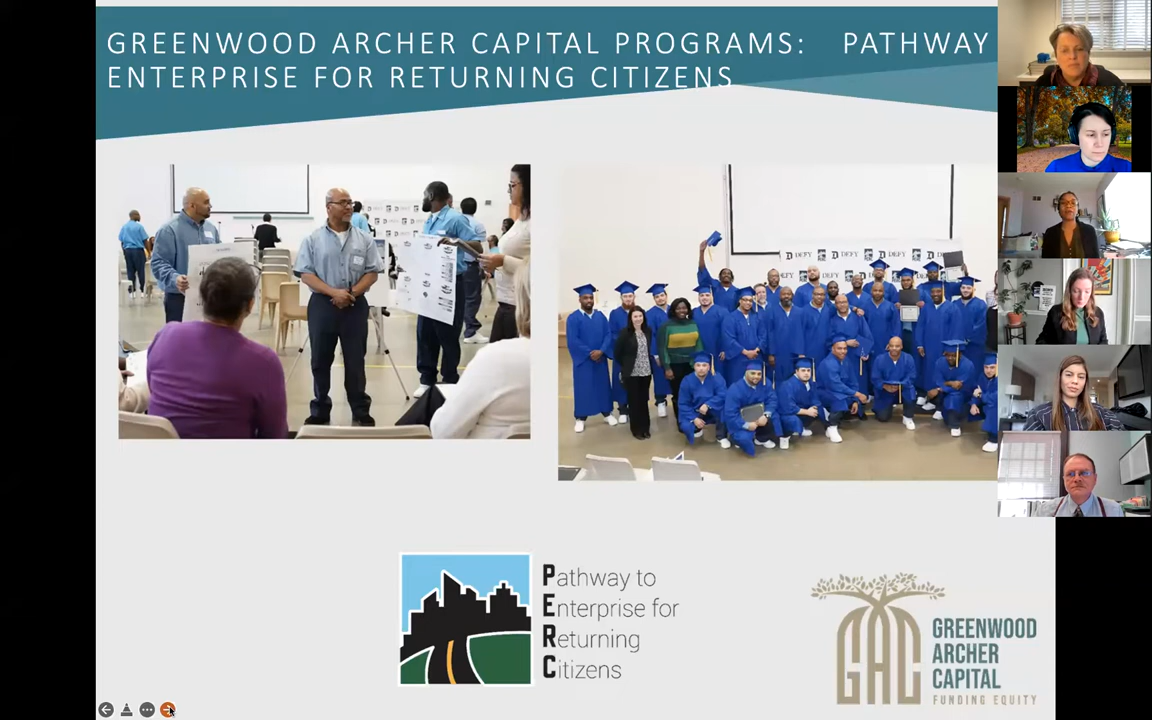 GREENWOOD ARCHER CAPITAL PROGRAMS: PATHWAY
ENTERPRISE FOR RETURNING CITIZENS
DEFY
DEFY
Pathway to
Enterprise for
Returning
Citizens
GAC
GREENWOOD
ARCHER
CAPITAL
FUNDING EQUITY